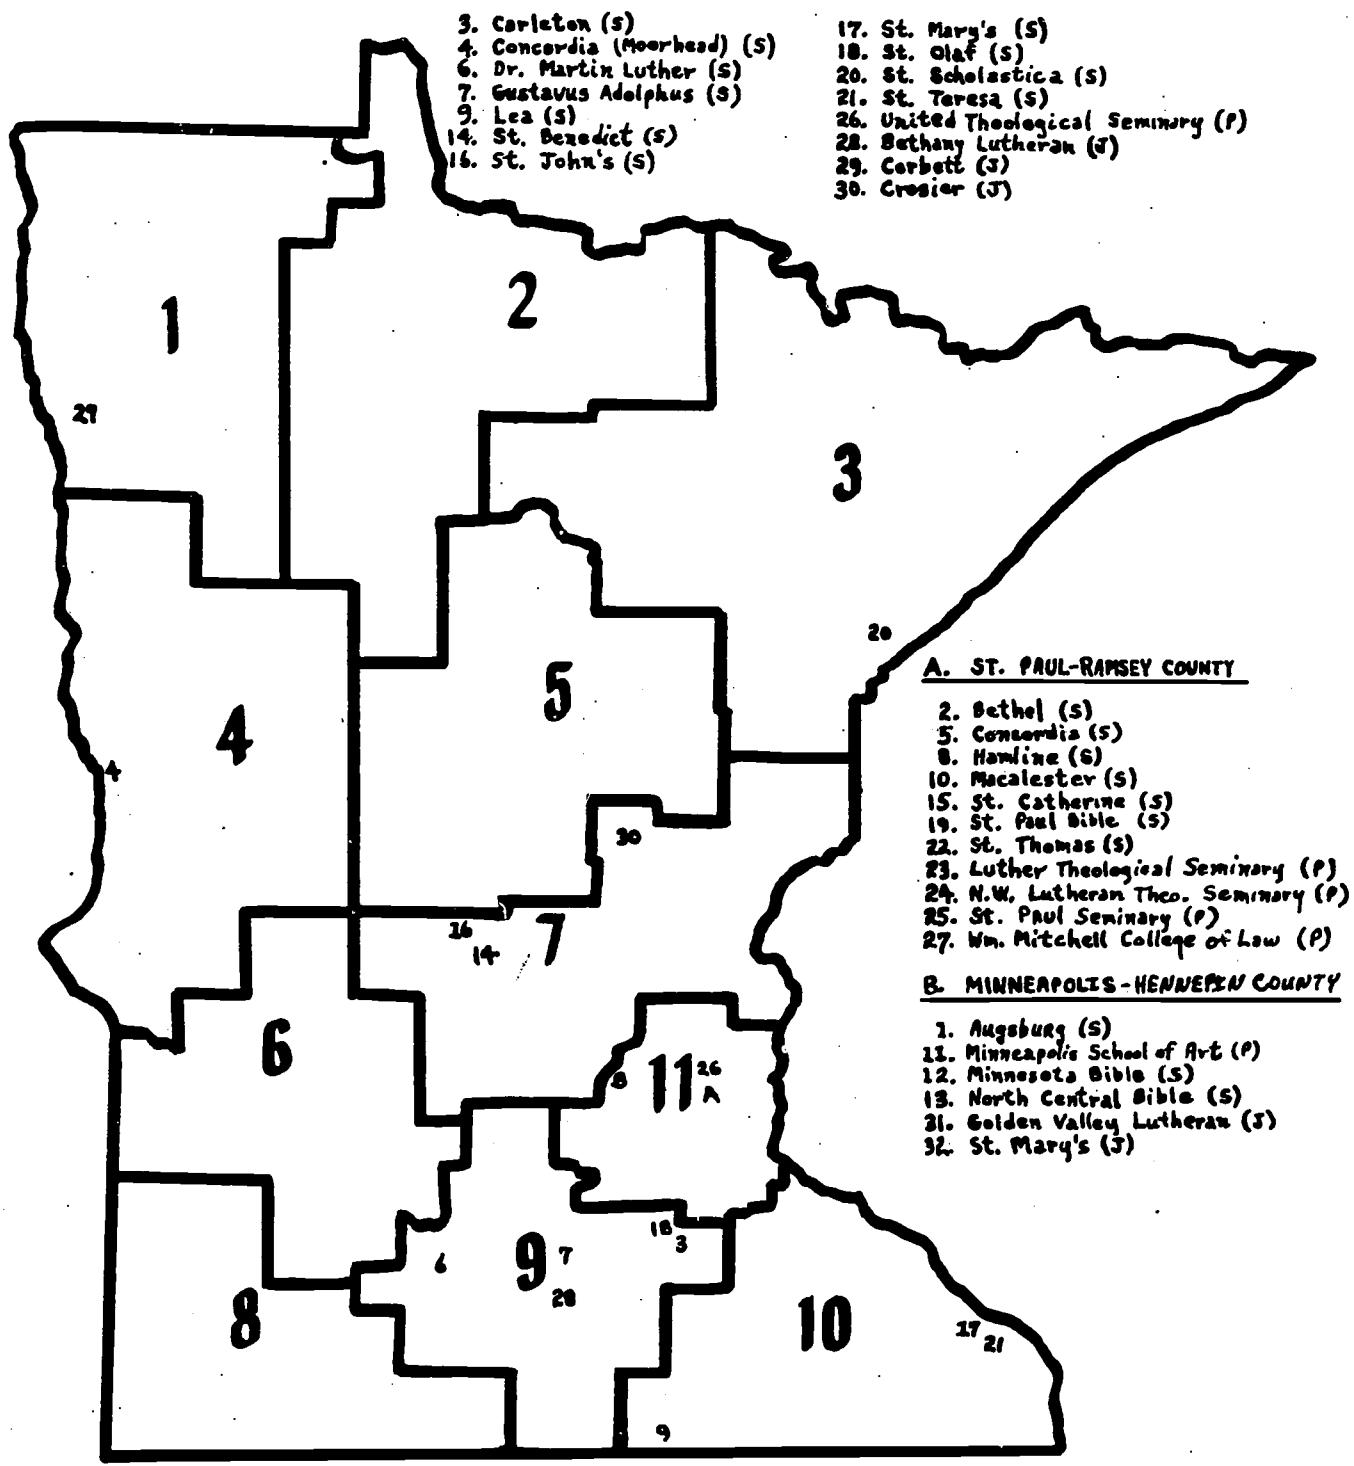 3. Carleton (S)
4. Concordia (Moorhead) (S)
6. Dr. Martin Luther (S)
7. Gustavus Adolphus (S)
9. Lea (S)
14. St. Benedict (S)
16. St. John's (S)
17. St. Mary's (S)
18. St. Olaf (S)
20. St. Scholastica (S)
21. St. Teresa (S)
26. United Theological Seminary (P)
28. Bethany Lutheran (J)
29. Corbett (J)
30. Crosier (J)
1
2
29
3
20
5
4
4
30
16
14
7
6
11
26
A
B
18
3
6
9
7
28
8
10
17
21
9
A. ST. PAUL-RAMSEY COUNTY
2. Bethel (S)
5. Concordia (S)
8. Hamline (S)
10. Macalester (S)
15. St. Catherine (S)
19. St. Paul Bible (S)
22. St. Thomas (S)
23. Luther Theological Seminary (P)
24. N.W. Lutheran Theo. Seminary (P)
25. St. Paul Seminary (P)
27. Wm. Mitchell College of Law (P)
B. MINNEAPOLIS-HENNEPIN COUNTY
1. Augsburg (S)
11. Minneapolis School of Art (P)
12. Minnesota Bible (S)
13. North Central Bible (S)
31. Golden Valley Lutheran (J)
32. St. Mary's (J)